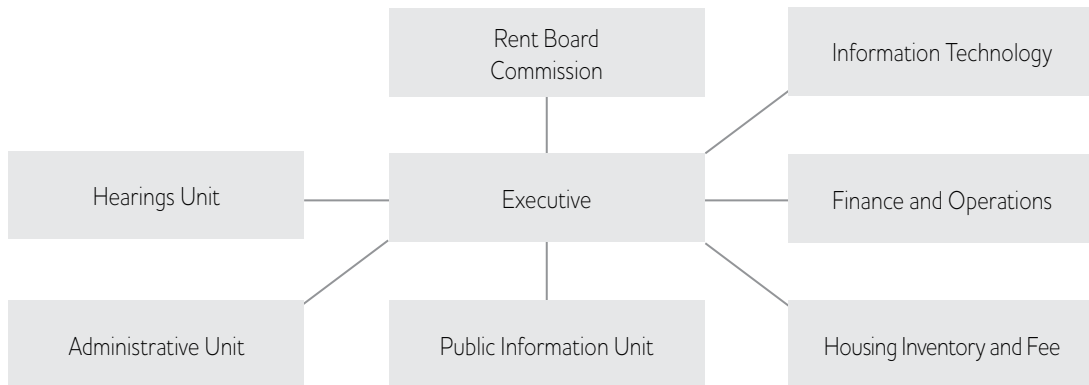 Rent Board
Commission
Information Technology
Hearings Unit
Executive
Finance and Operations
Administrative Unit
Public Information Unit
Housing Inventory and Fee